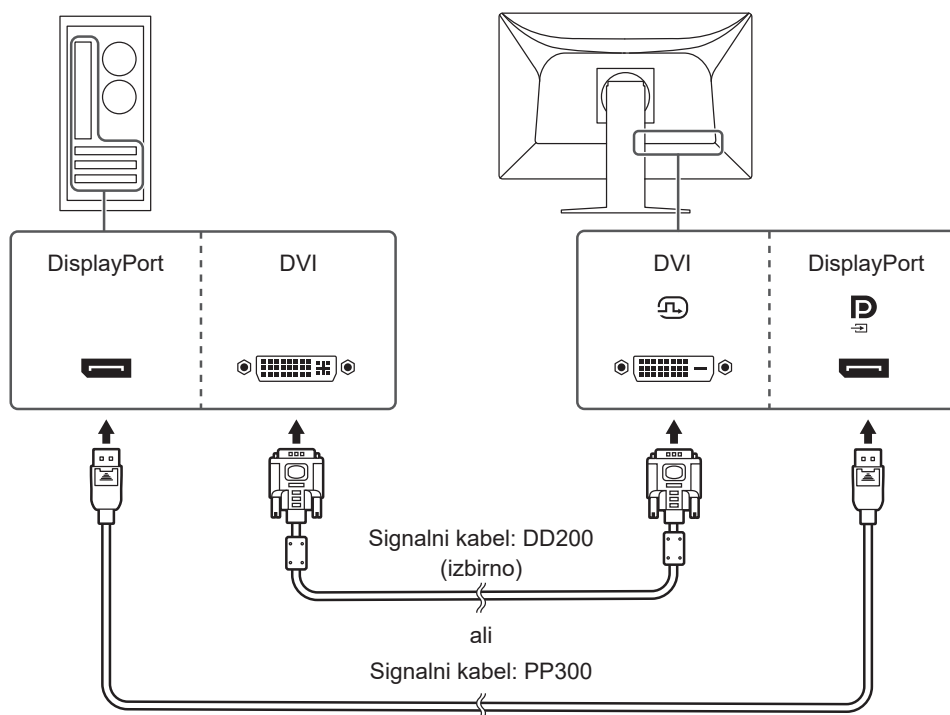 DisplayPort
DVI
DVI
DisplayPort
Signalni kabel: DD200
(izbirno)
ali
Signalni kabel: PP300